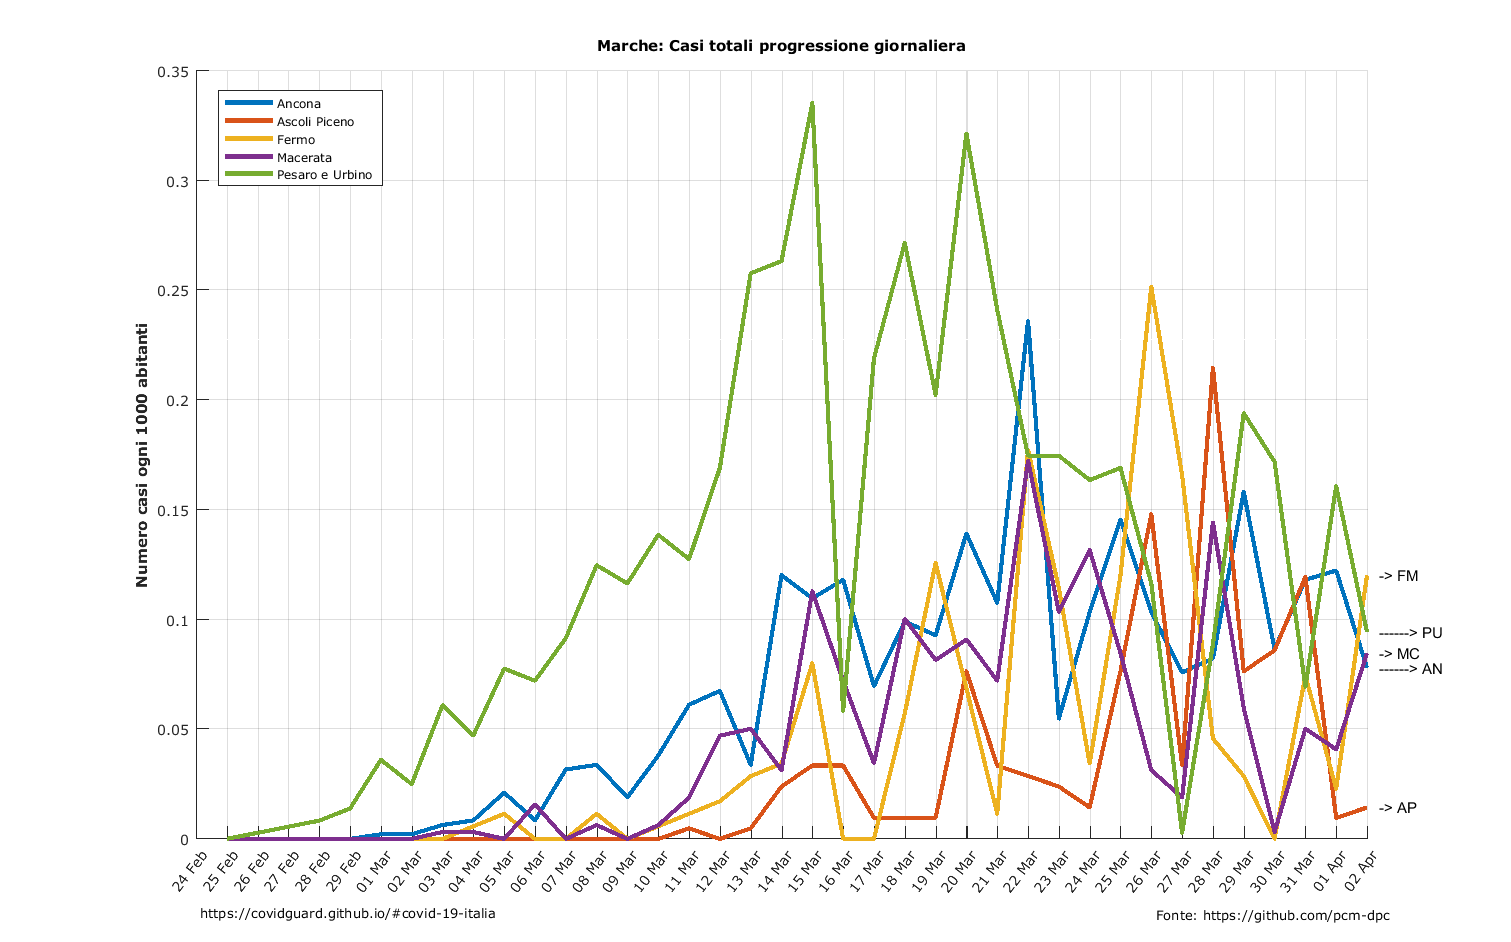 Marche: Casi totali progressione giornaliera
0.35
0.3
0.25
0.2
0.15
0.1
0.05
0
Numero casi ogni 1000 abitanti
Ancona
Ascoli Piceno
Fermo
Macerata
Pesaro e Urbino
-> FM
------> PU
-> MC
------> AN
-> AP
24 Feb
25 Feb
26 Feb
27 Feb
28 Feb
29 Feb
01 Mar
02 Mar
03 Mar
04 Mar
05 Mar
06 Mar
07 Mar
08 Mar
09 Mar
10 Mar
11 Mar
12 Mar
13 Mar
14 Mar
15 Mar
16 Mar
17 Mar
18 Mar
19 Mar
20 Mar
21 Mar
22 Mar
23 Mar
24 Mar
25 Mar
26 Mar
27 Mar
28 Mar
29 Mar
30 Mar
31 Mar
01 Apr
02 Apr
https://covidguard.github.io/#covid-19-italia
Fonte: https://github.com/pcm-dpc